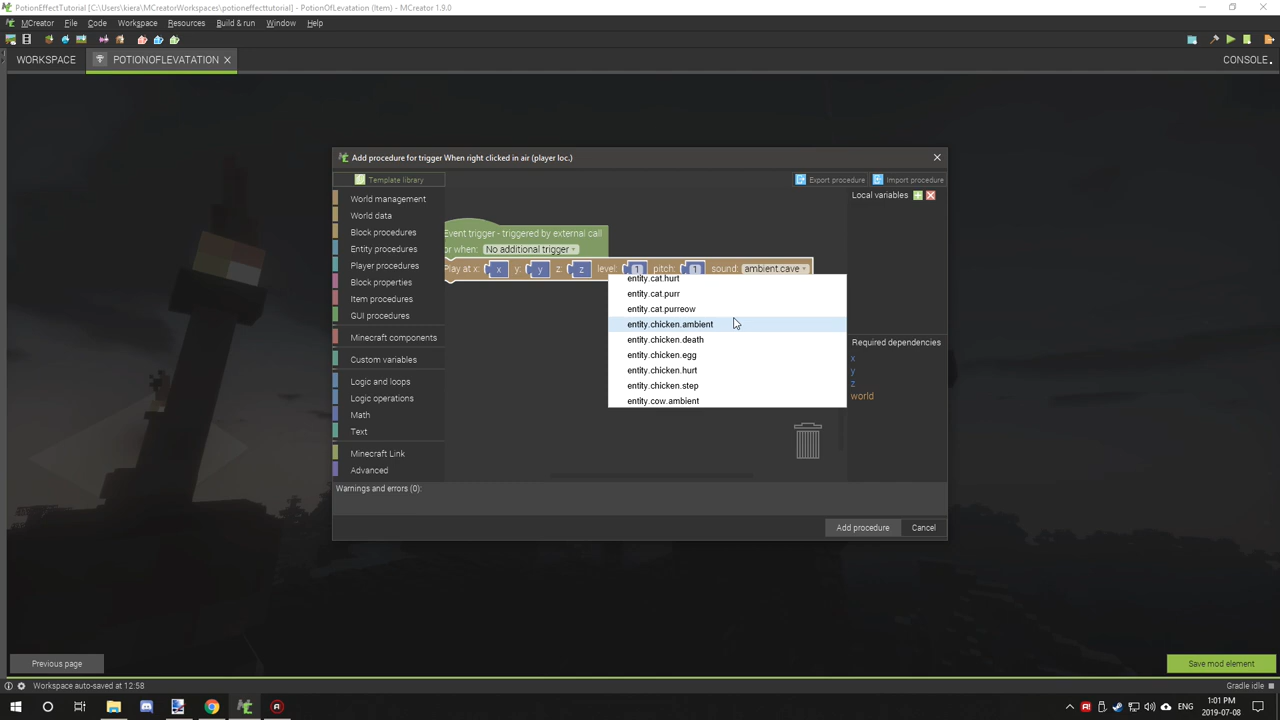 PotionEffectTutorial [C:\Users\kiera\MCreatorWorkspaces\potioneffecttutorial] - PotionOfLevatation (Item) - MCreator 1.9.0
MCreator File Code Workspace Resources Build & run Window Help
WORKSPACE POTIONOFLEVATATION CONSOLE
Add procedure for trigger When right clicked in air (player loc.)
Template library Export procedure Import procedure
World management
World data
Block procedures
Entity procedures
Player procedures
Block properties
Item procedures
GUI procedures
Minecraft components
Custom variables
Logic and loops
Logic operations
Math
Text
Minecraft Link
Advanced
Event trigger - triggered by external call
or when: No additional trigger
Play at x: x y: y z: z level: 1 pitch: 1 sound: ambient.cave
entity.cat.hurt
entity.cat.purr
entity.cat.purreow
entity.chicken.ambient
entity.chicken.death
entity.chicken.egg
entity.chicken.hurt
entity.chicken.step
entity.cow.ambient
Local variables
Required dependencies
x
y
z
world
Warnings and errors (0):
Add procedure Cancel
Previous page Save mod element
Workspace auto-saved at 12:58 Gradle idle
ENG 1:01 PM
2019-07-08